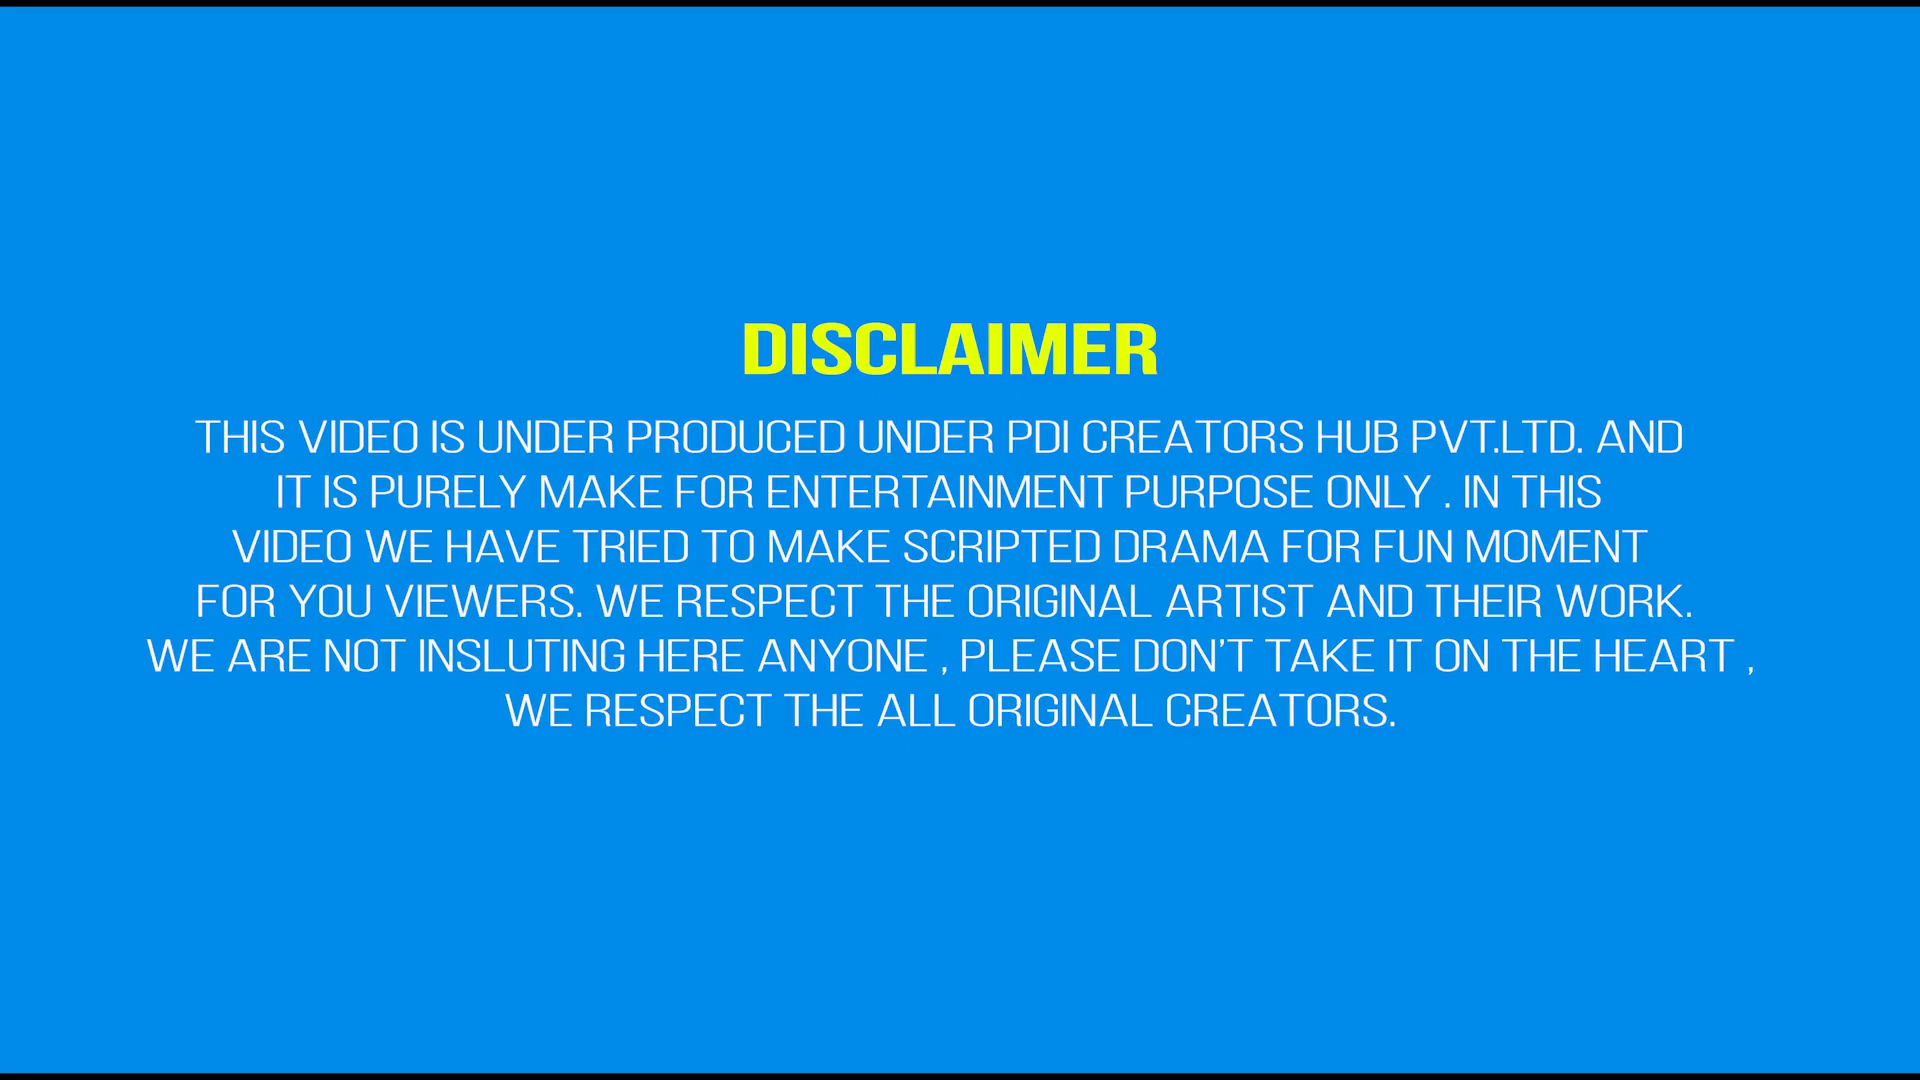 DISCLAIMER
THIS VIDEO IS UNDER PRODUCED UNDER PDI CREATORS HUB PVT.LTD. AND
IT IS PURELY MAKE FOR ENTERTAINMENT PURPOSE ONLY . IN THIS
VIDEO WE HAVE TRIED TO MAKE SCRIPTED DRAMA FOR FUN MOMENT
FOR YOU VIEWERS. WE RESPECT THE ORIGINAL ARTIST AND THEIR WORK.
WE ARE NOT INSLUTING HERE ANYONE , PLEASE DON’T TAKE IT ON THE HEART ,
WE RESPECT THE ALL ORIGINAL CREATORS.